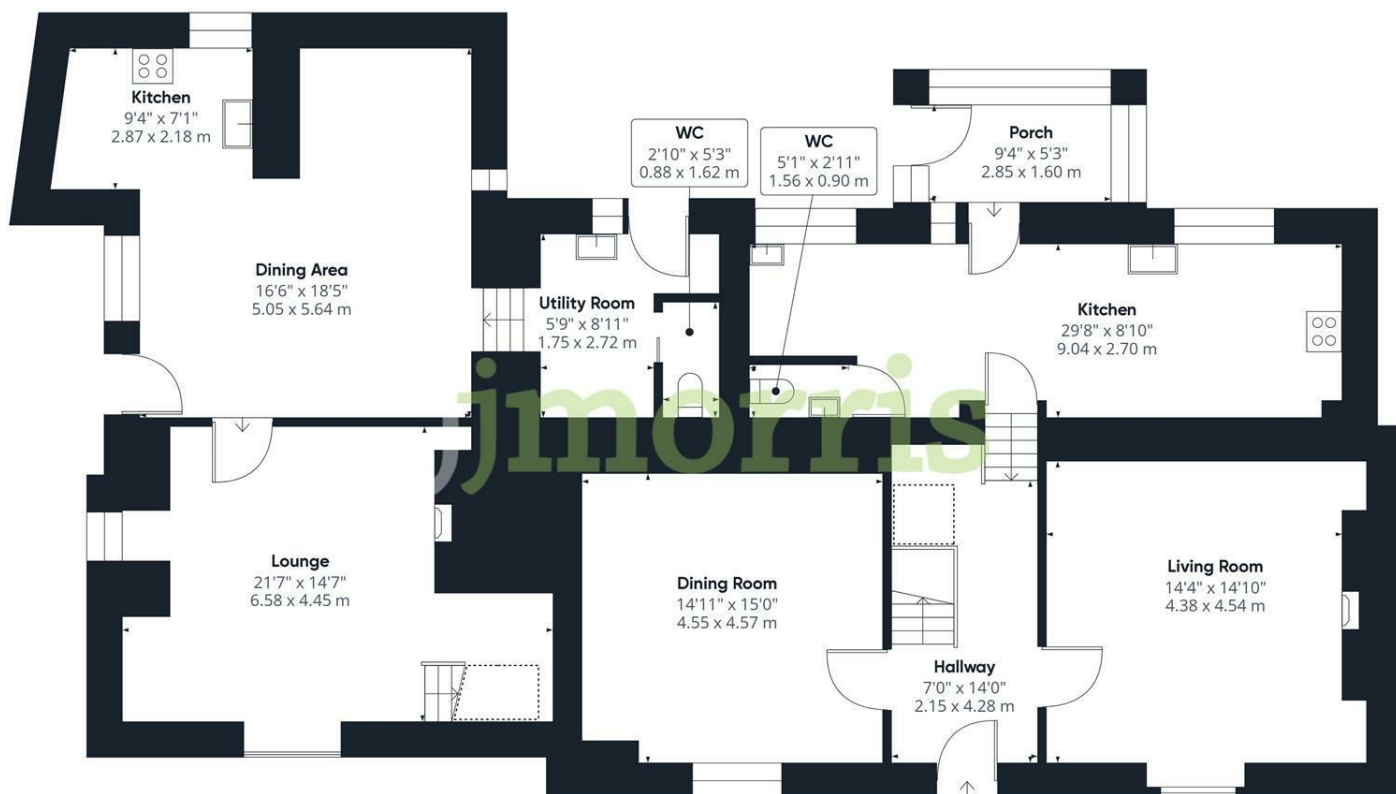 Kitchen
9'4" x 7'1"
2.87 x 2.18 m
WC
2'10" x 5'3"
0.88 x 1.62 m
WC
5'1" x 2'11"
1.56 x 0.90 m
Porch
9'4" x 5'3"
2.85 x 1.60 m
Dining Area
16'6" x 18'5"
5.05 x 5.64 m
Utility Room
5'9" x 8'11"
1.75 x 2.72 m
Kitchen
29'8" x 8'10"
9.04 x 2.70 m
jjmorris
Lounge
21'7" x 14'7"
6.58 x 4.45 m
Dining Room
14'11" x 15'0"
4.55 x 4.57 m
Living Room
14'4" x 14'10"
4.38 x 4.54 m
Hallway
7'0" x 14'0"
2.15 x 4.28 m